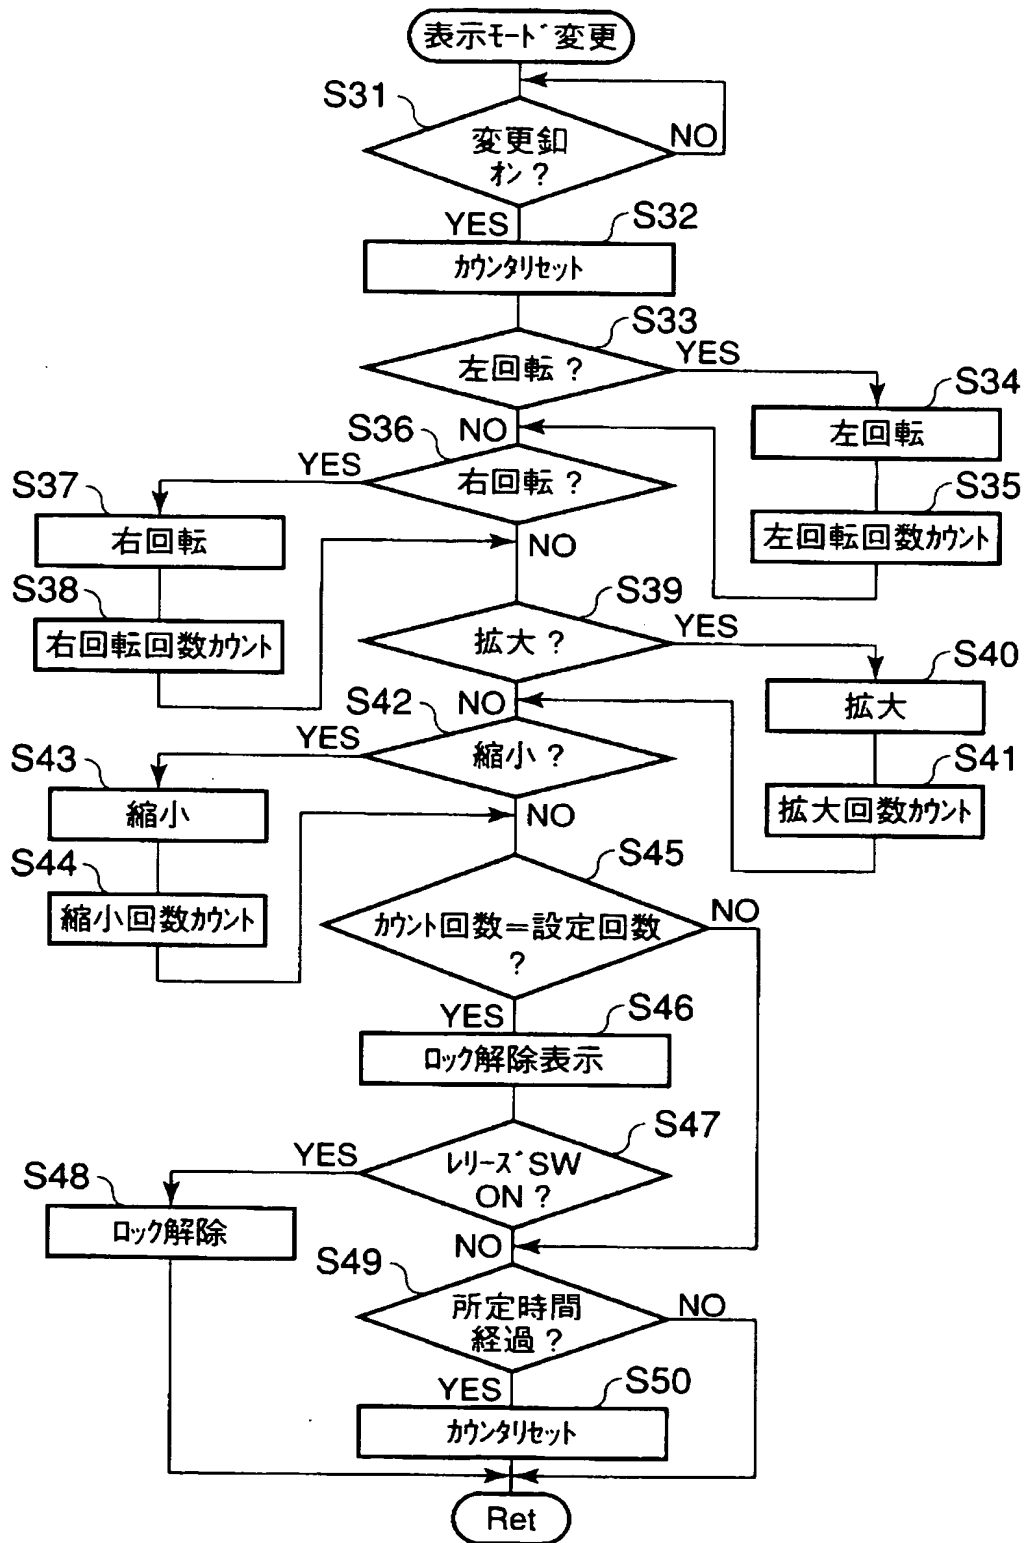 表示ﾓｰﾄﾞ変更
S31
変更釦
ｵﾝ？
NO
YES
S32
ｶｳﾝﾀﾘｾｯﾄ
S33
左回転？
YES
S34
左回転
S36
NO
YES
右回転？
S35
左回転回数ｶｳﾝﾄ
S37
右回転
NO
S38
右回転回数ｶｳﾝﾄ
S39
拡大？
YES
S40
拡大
S42
NO
YES
縮小？
S41
拡大回数ｶｳﾝﾄ
S43
縮小
NO
S44
縮小回数ｶｳﾝﾄ
S45
ｶｳﾝﾄ回数＝設定回数
？
NO
YES
S46
ﾛｯｸ解除表示
S47
YES
ﾚﾘｰｽﾞSW
ON？
S48
ﾛｯｸ解除
NO
S49
所定時間
経過？
NO
YES
S50
ｶｳﾝﾀﾘｾｯﾄ
Ret